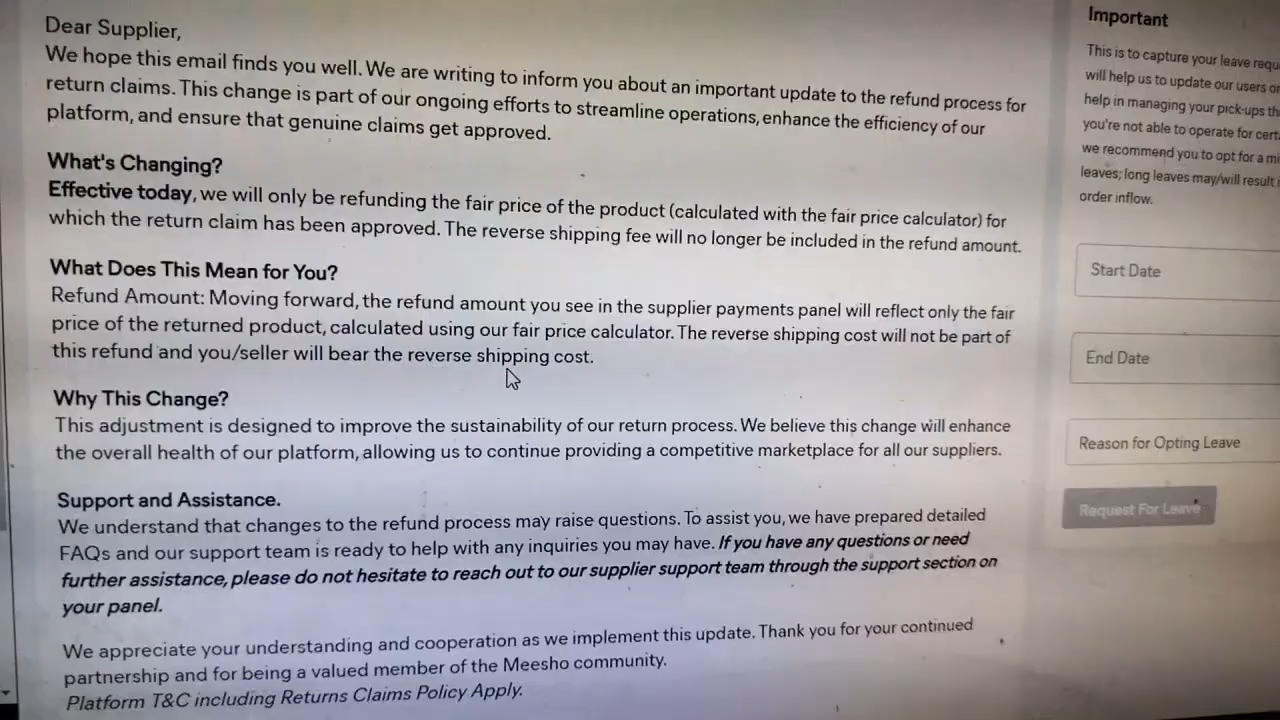 Dear Supplier,
We hope this email finds you well. We are writing to inform you about an important update to the refund process for
return claims. This change is part of our ongoing efforts to streamline operations, enhance the efficiency of our
platform, and ensure that genuine claims get approved.
What's Changing?
Effective today, we will only be refunding the fair price of the product (calculated with the fair price calculator) for
which the return claim has been approved. The reverse shipping fee will no longer be included in the refund amount.
What Does This Mean for You?
Refund Amount: Moving forward, the refund amount you see in the supplier payments panel will reflect only the fair
price of the returned product, calculated using our fair price calculator. The reverse shipping cost will not be part of
this refund and you/seller will bear the reverse shipping cost.
Why This Change?
This adjustment is designed to improve the sustainability of our return process. We believe this change will enhance
the overall health of our platform, allowing us to continue providing a competitive marketplace for all our suppliers.
Support and Assistance.
We understand that changes to the refund process may raise questions. To assist you, we have prepared detailed
FAQs and our support team is ready to help with any inquiries you may have. If you have any questions or need
further assistance, please do not hesitate to reach out to our supplier support team through the support section on
your panel.
We appreciate your understanding and cooperation as we implement this update. Thank you for your continued
partnership and for being a valued member of the Meesho community.
Platform T&C including Returns Claims Policy Apply.
Important
This is to capture your leave
will help us to update our users
help in managing your pick-ups
you're not able to operate for
we recommend you to opt for a
leaves; long leaves may/will result
order inflow.
Start Date
End Date
Reason for Opting Leave
Request For Leave